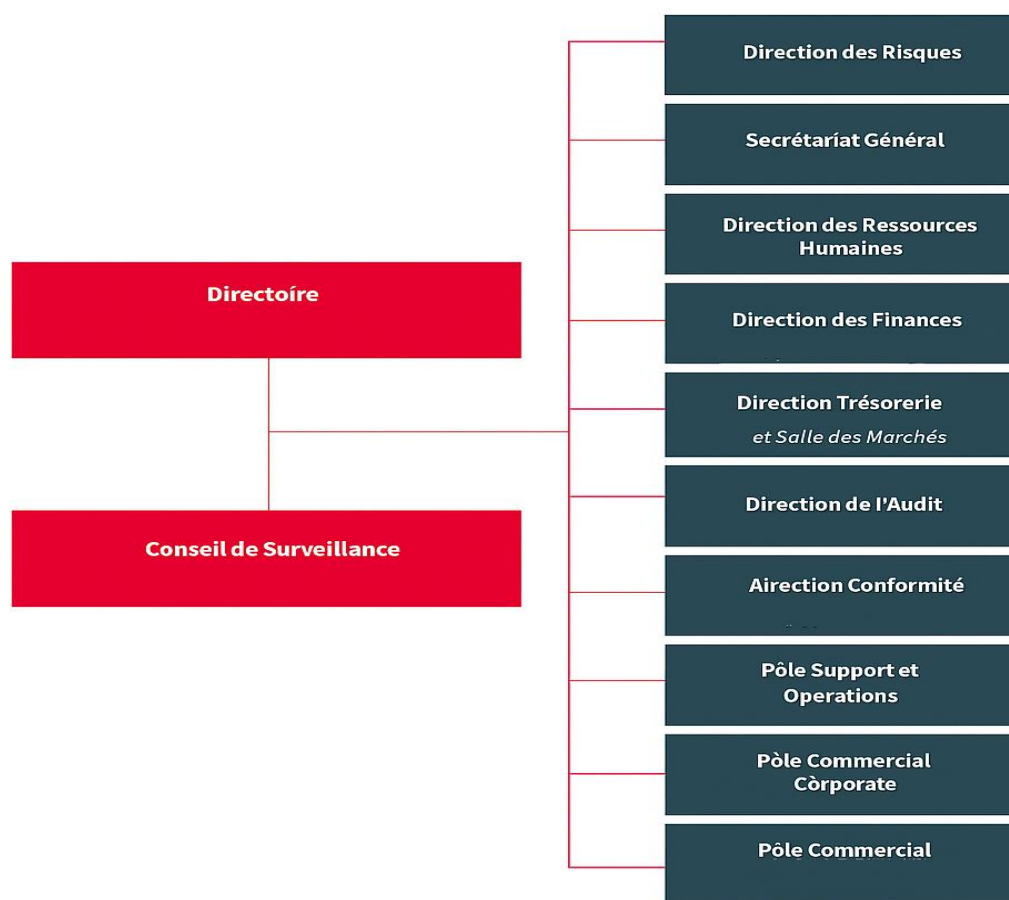 Directoíre
Conseil de Surveillance
Direction des Risques
Secrétaríat Général
Direction des Ressources
Humaines
Direction des Finances
Direction Trésorerie
et Salle des Marchés
Direction de l'Audit
Airection Conformité
Pôle Support et
Operations
Pòle Commercial
Còrporate
Pôle Commercial